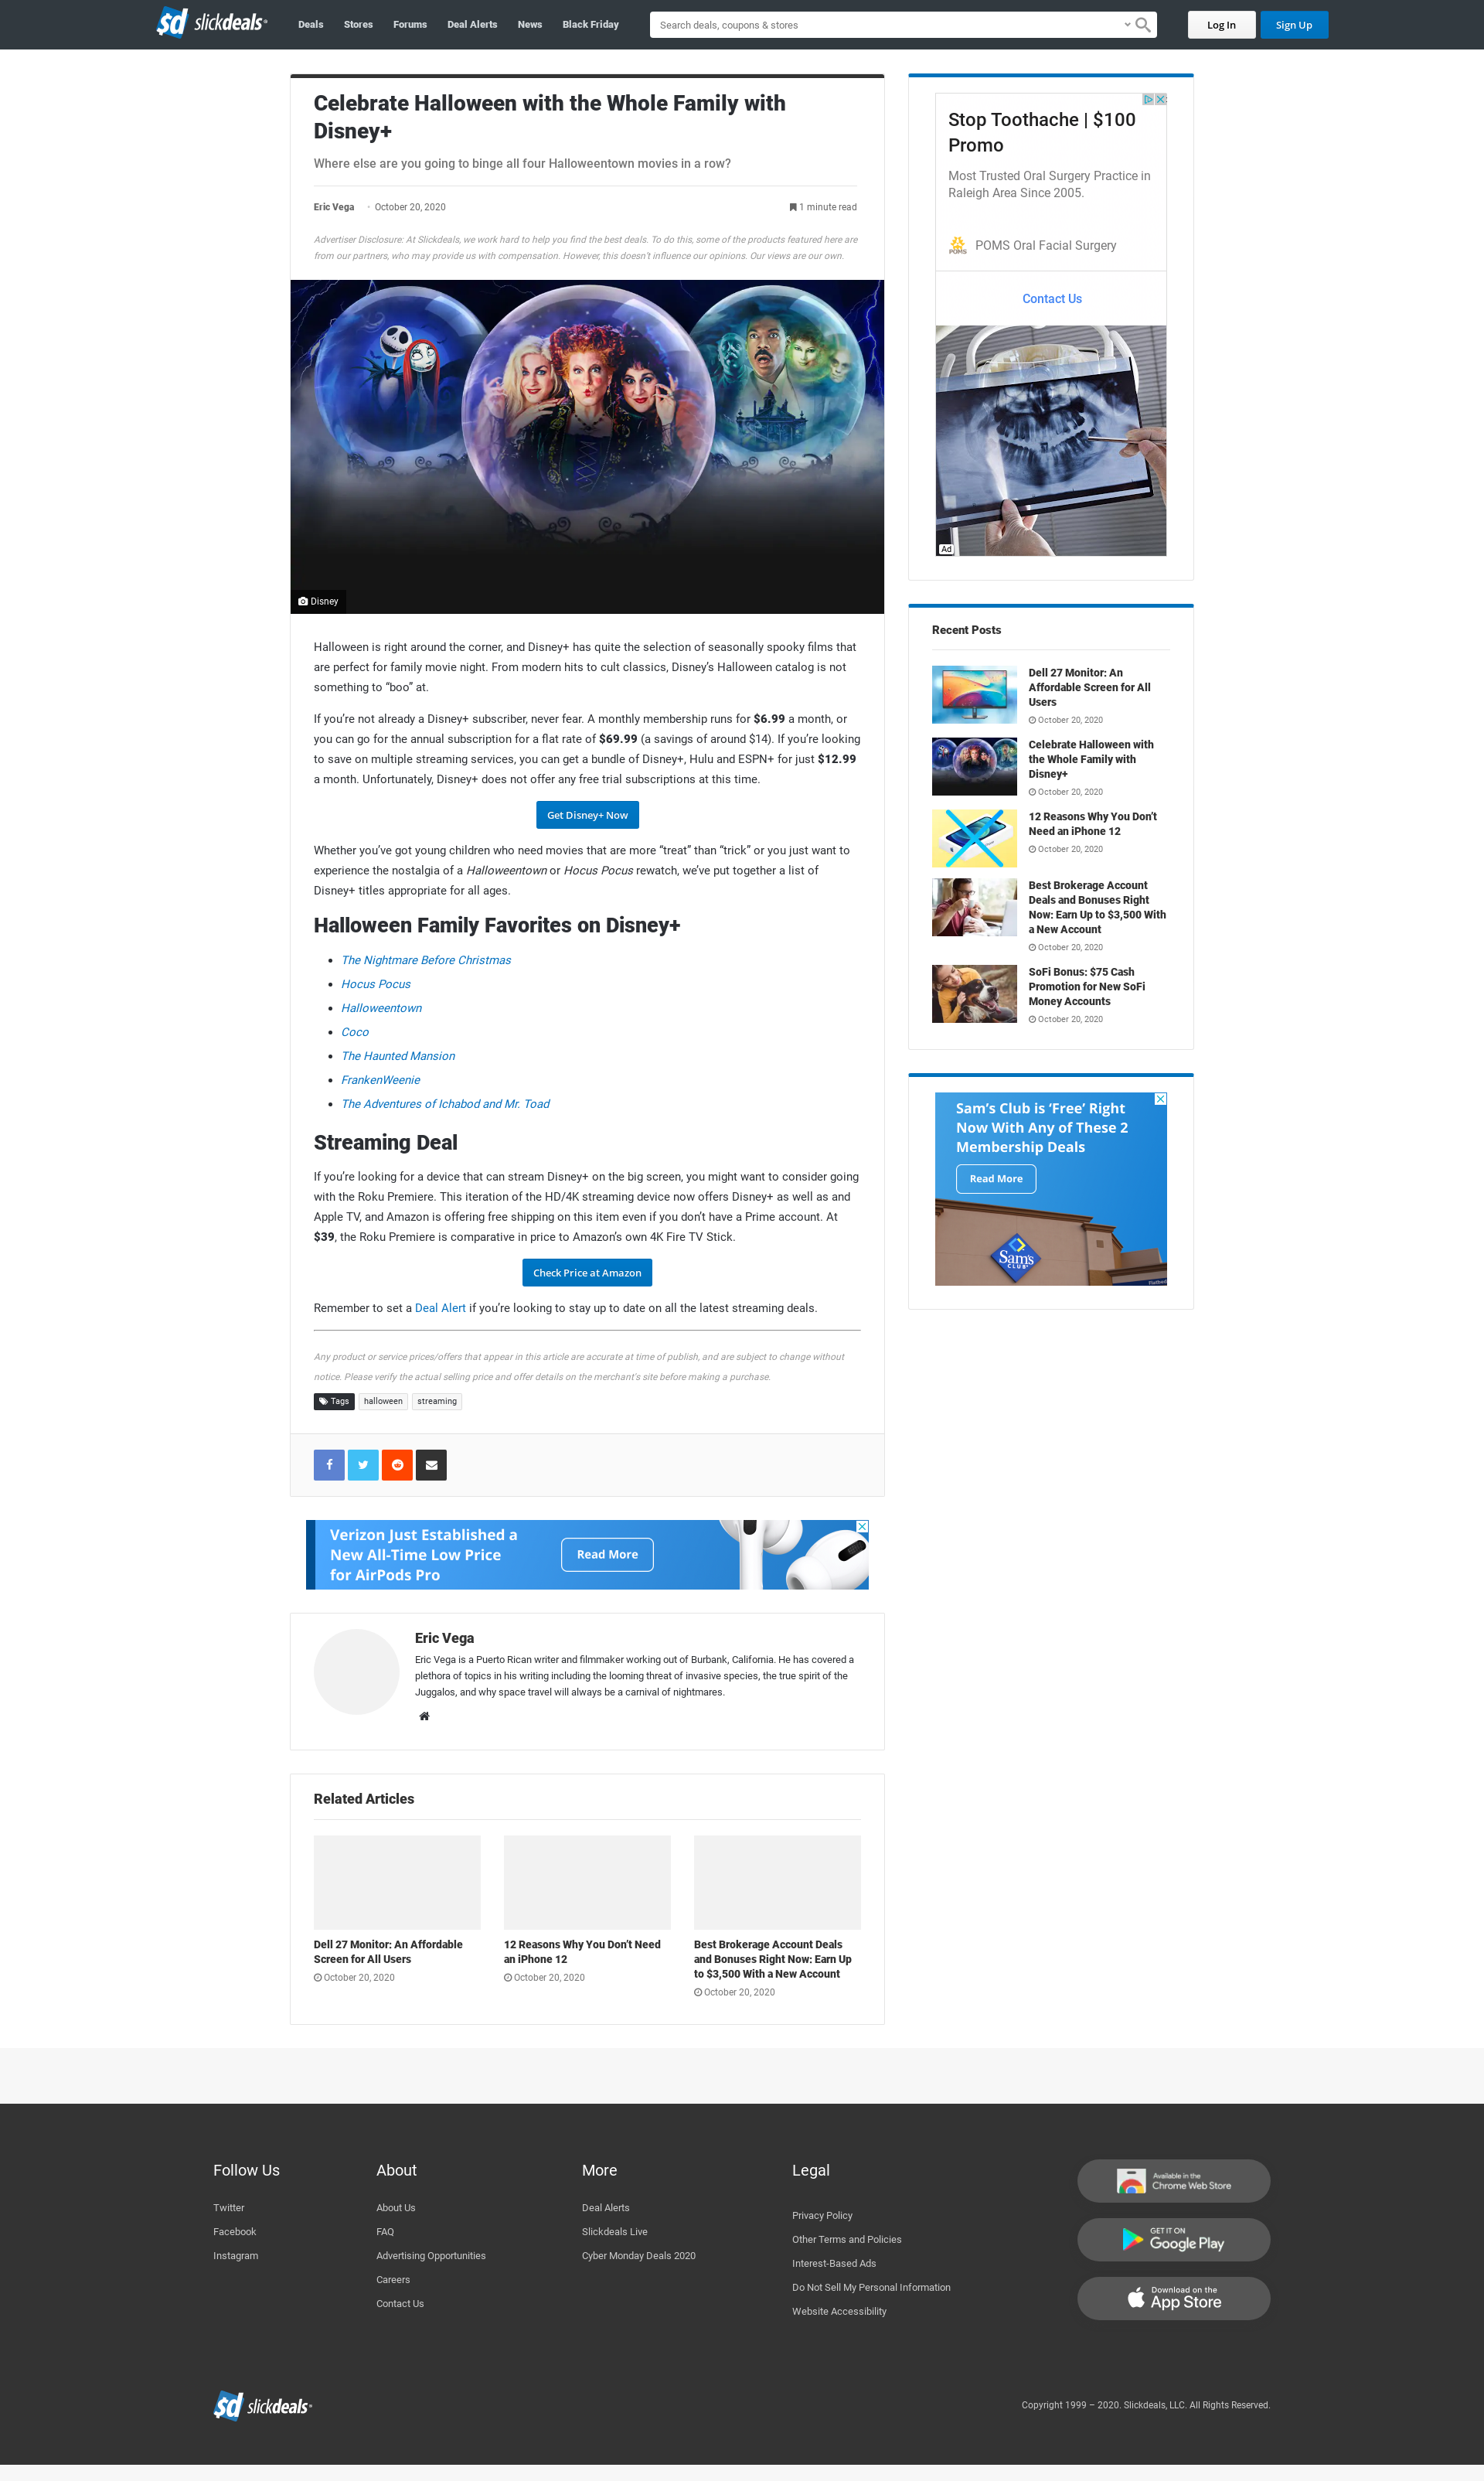 sd slickdeals
Deals
Stores
Forums
Deal Alerts
News
Black Friday
Search deals, coupons & stores
Log In
Sign Up
Celebrate Halloween with the Whole Family with
Disney+
Where else are you going to binge all four Halloweentown movies in a row?
Eric Vega · October 20, 2020
1 minute read
Advertiser Disclosure: At Slickdeals, we work hard to help you find the best deals. To do this, some of the products featured here are
from our partners, who may provide us with compensation. However, this doesn't influence our opinions. Our views are our own.
Disney
Halloween is right around the corner, and Disney+ has quite the selection of seasonally spooky films that
are perfect for family movie night. From modern hits to cult classics, Disney’s Halloween catalog is not
something to “boo” at.
If you’re not already a Disney+ subscriber, never fear. A monthly membership runs for $6.99 a month, or
you can go for the annual subscription for a flat rate of $69.99 (a savings of around $14). If you’re looking
to save on multiple streaming services, you can get a bundle of Disney+, Hulu and ESPN+ for just $12.99
a month. Unfortunately, Disney+ does not offer any free trial subscriptions at this time.
Get Disney+ Now
Whether you’ve got young children who need movies that are more “treat” than “trick” or you just want to
experience the nostalgia of a Halloweentown or Hocus Pocus rewatch, we’ve put together a list of
Disney+ titles appropriate for all ages.
Halloween Family Favorites on Disney+
• The Nightmare Before Christmas
• Hocus Pocus
• Halloweentown
• Coco
• The Haunted Mansion
• FrankenWeenie
• The Adventures of Ichabod and Mr. Toad
Streaming Deal
If you’re looking for a device that can stream Disney+ on the big screen, you might want to consider going
with the Roku Premiere. This iteration of the HD/4K streaming device now offers Disney+ as well as and
Apple TV, and Amazon is offering free shipping on this item even if you don’t have a Prime account. At
$39, the Roku Premiere is comparative in price to Amazon’s own 4K Fire TV Stick.
Check Price at Amazon
Remember to set a Deal Alert if you’re looking to stay up to date on all the latest streaming deals.
Any product or service prices/offers that appear in this article are accurate at time of publish, and are subject to change without
notice. Please verify the actual selling price and offer details on the merchant’s site before making a purchase.
Tags
halloween
streaming
Verizon Just Established a
New All-Time Low Price
for AirPods Pro
Read More
Eric Vega
Eric Vega is a Puerto Rican writer and filmmaker working out of Burbank, California. He has covered a
plethora of topics in his writing including the looming threat of invasive species, the true spirit of the
Juggalos, and why space travel will always be a carnival of nightmares.
Related Articles
Dell 27 Monitor: An Affordable
Screen for All Users
October 20, 2020
12 Reasons Why You Don’t Need
an iPhone 12
October 20, 2020
Best Brokerage Account Deals
and Bonuses Right Now: Earn Up
to $3,500 With a New Account
October 20, 2020
Stop Toothache | $100
Promo
Most Trusted Oral Surgery Practice in
Raleigh Area Since 2005.
POMS
POMS Oral Facial Surgery
Contact Us
Ad
Recent Posts
Dell 27 Monitor: An
Affordable Screen for All
Users
October 20, 2020
Celebrate Halloween with
the Whole Family with
Disney+
October 20, 2020
12 Reasons Why You Don’t
Need an iPhone 12
October 20, 2020
Best Brokerage Account
Deals and Bonuses Right
Now: Earn Up to $3,500 With
a New Account
October 20, 2020
SoFi Bonus: $75 Cash
Promotion for New SoFi
Money Accounts
October 20, 2020
Sam’s Club is ‘Free’ Right
Now With Any of These 2
Membership Deals
Read More
Sam's
CLUB
Follow Us
Twitter
Facebook
Instagram
About
About Us
FAQ
Advertising Opportunities
Careers
Contact Us
More
Deal Alerts
Slickdeals Live
Cyber Monday Deals 2020
Legal
Privacy Policy
Other Terms and Policies
Interest-Based Ads
Do Not Sell My Personal Information
Website Accessibility
Available in the
Chrome Web Store
GET IT ON
Google Play
Download on the
App Store
sd slickdeals
Copyright 1999 – 2020. Slickdeals, LLC. All Rights Reserved.